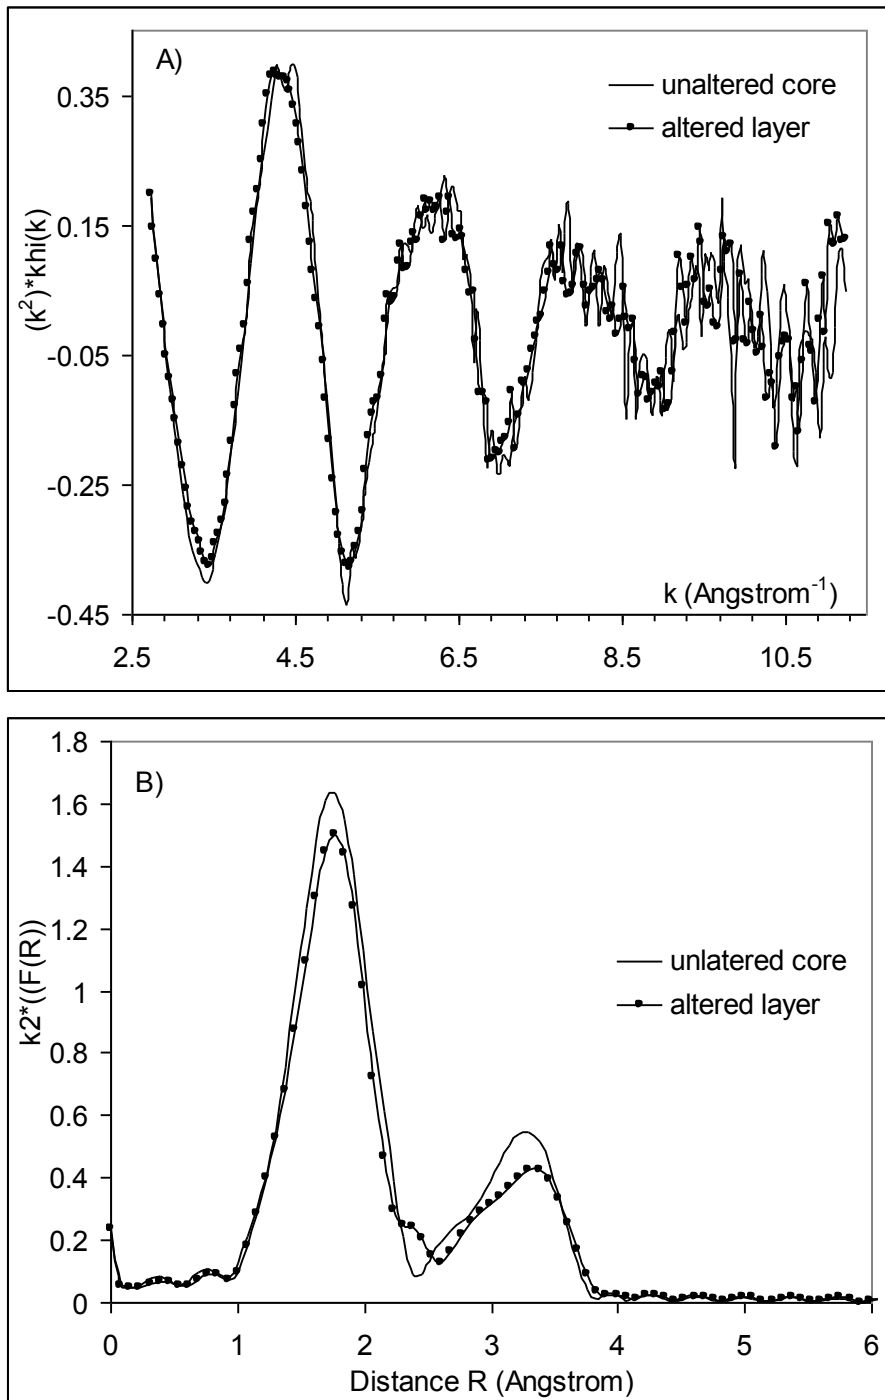 A)
unaltered core
altered layer
0.35
0.15
-0.05
-0.25
-0.45
(k²)*khi(k)
k (Angstrom⁻¹)
2.5 4.5 6.5 8.5 10.5
B)
1.8
1.6
1.4
1.2
1
0.8
0.6
0.4
0.2
0
k2*((F(R))
unlatered core
altered layer
0 1 2 3 4 5 6
Distance R (Angstrom)